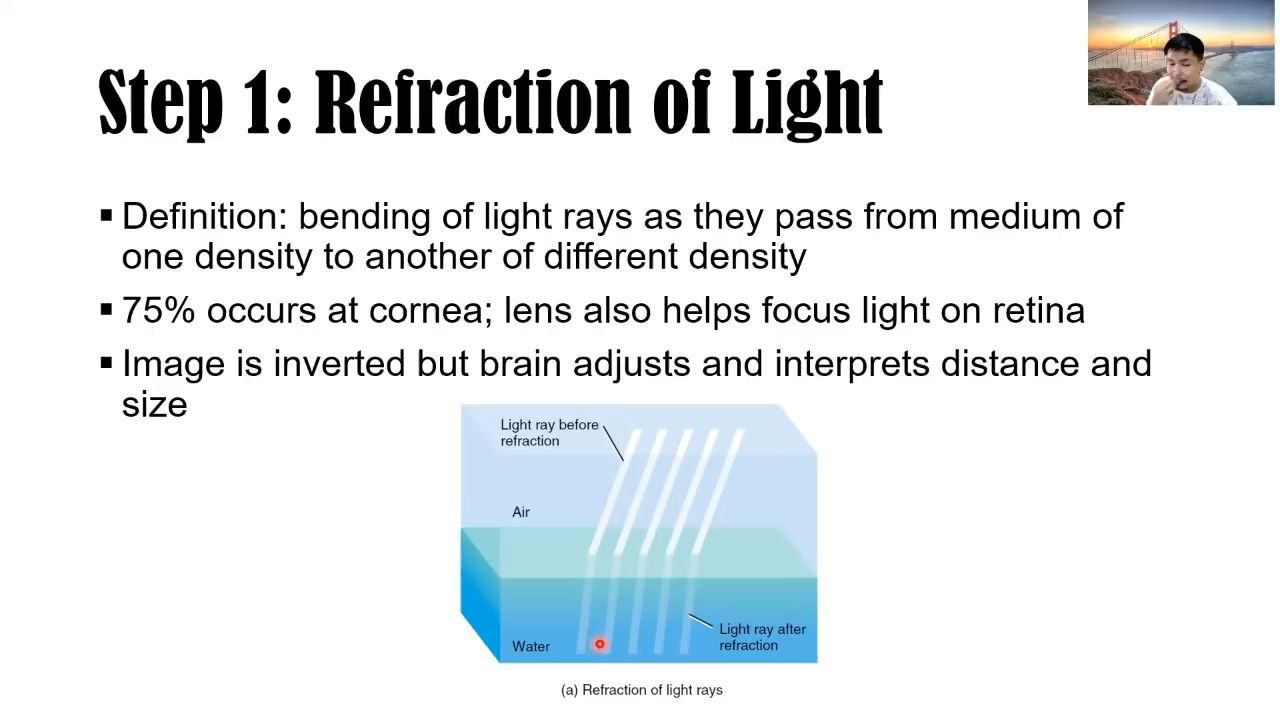 Step 1: Refraction of Light
▪ Definition: bending of light rays as they pass from medium of
one density to another of different density
▪ 75% occurs at cornea; lens also helps focus light on retina
▪ Image is inverted but brain adjusts and interprets distance and
size
Light ray before
refraction
Air
Water
Light ray after
refraction
(a) Refraction of light rays